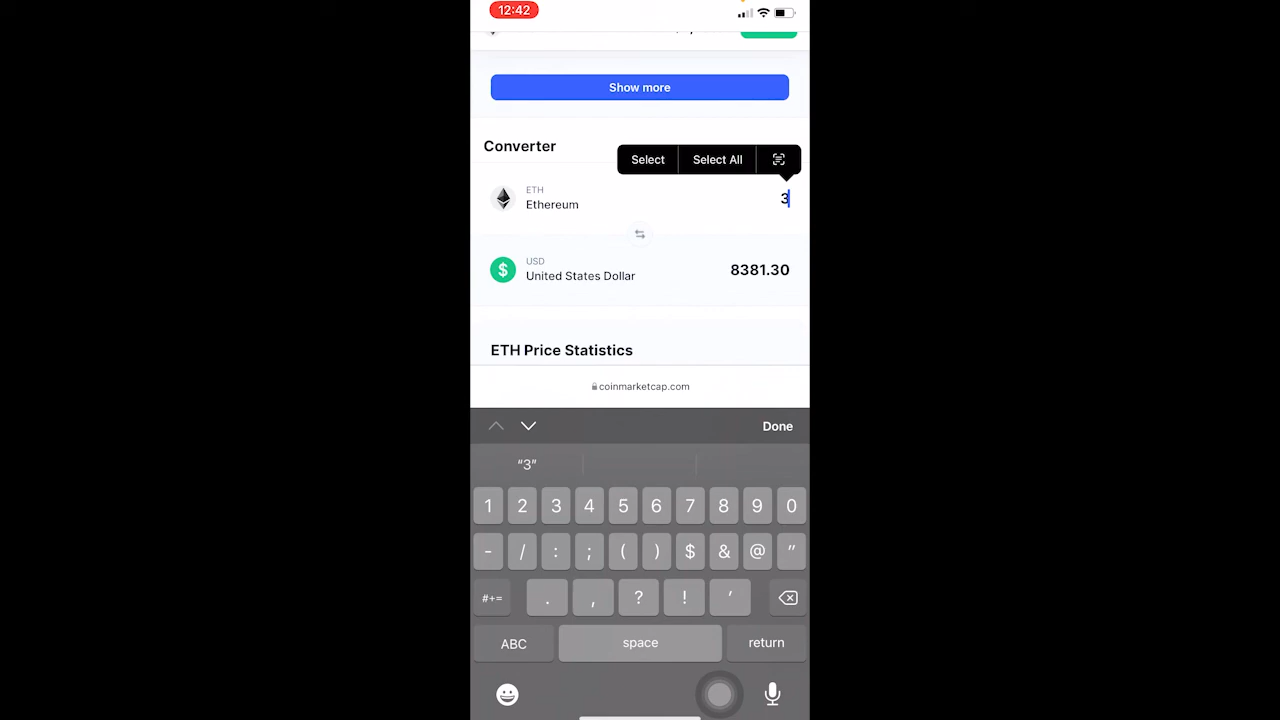 12:42
Show more
Converter
Select
Select All
ETH
Ethereum
3
USD
United States Dollar
8381.30
ETH Price Statistics
coinmarketcap.com
Done
“3”
1 2 3 4 5 6 7 8 9 0
- / : ; ( ) $ & @ ”
#+= . , ? ! ’
ABC space return